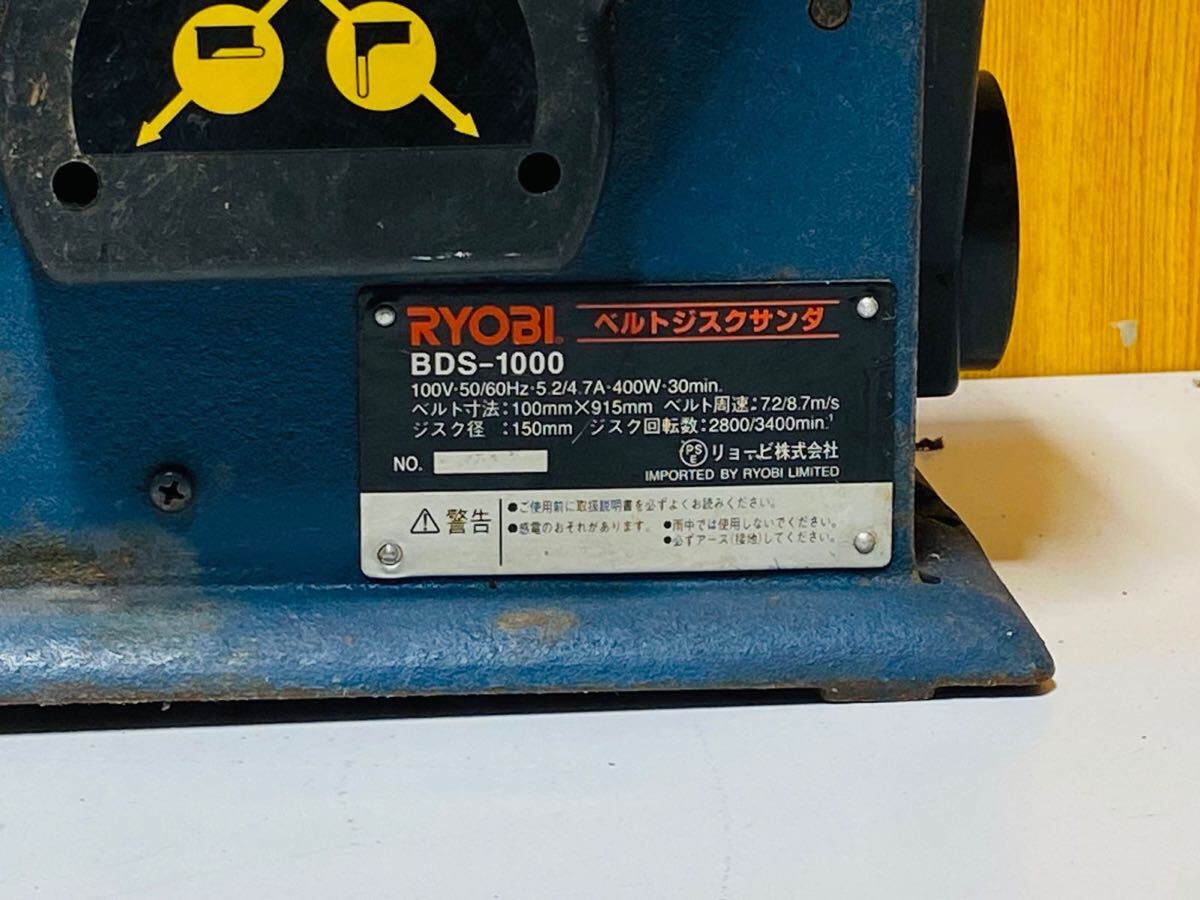 RYOBI ベルトジスクサンダ
BDS-1000
100V・50/60Hz・5.2/4.7A・400W・30min.
ベルト寸法：100mm×915mm ベルト周速：7.2/8.7m/s
ジスク径：150mm／ジスク回転数：2800/3400min.⁻¹
NO.
PSE リョービ株式会社
IMPORTED BY RYOBI LIMITED
⚠ 警告
●ご使用前に取扱説明書を必ずよくお読みください。
●感電のおそれがあります。 ●雨中では使用しないでください。
●必ずアース(接地)してください。